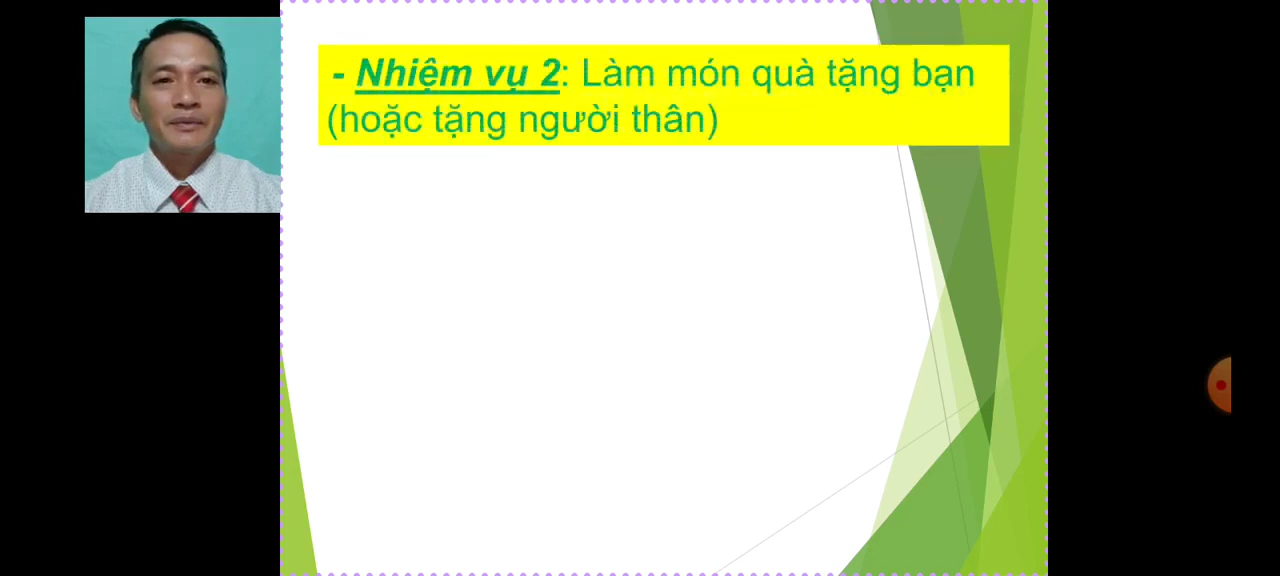 - Nhiệm vụ 2: Làm món quà tặng bạn
(hoặc tặng người thân)